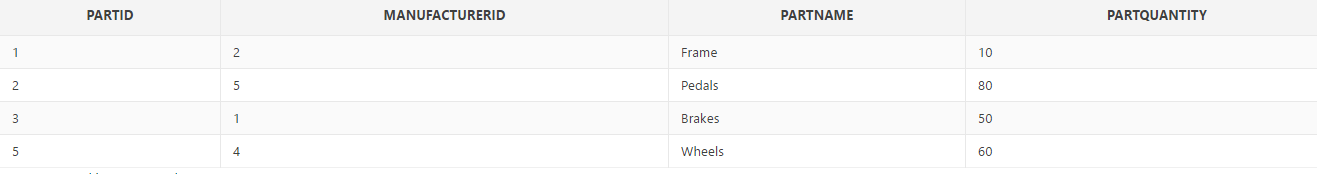 PARTID MANUFACTURERID PARTNAME PARTQUANTITY
1 2 Frame 10
2 5 Pedals 80
3 1 Brakes 50
5 4 Wheels 60